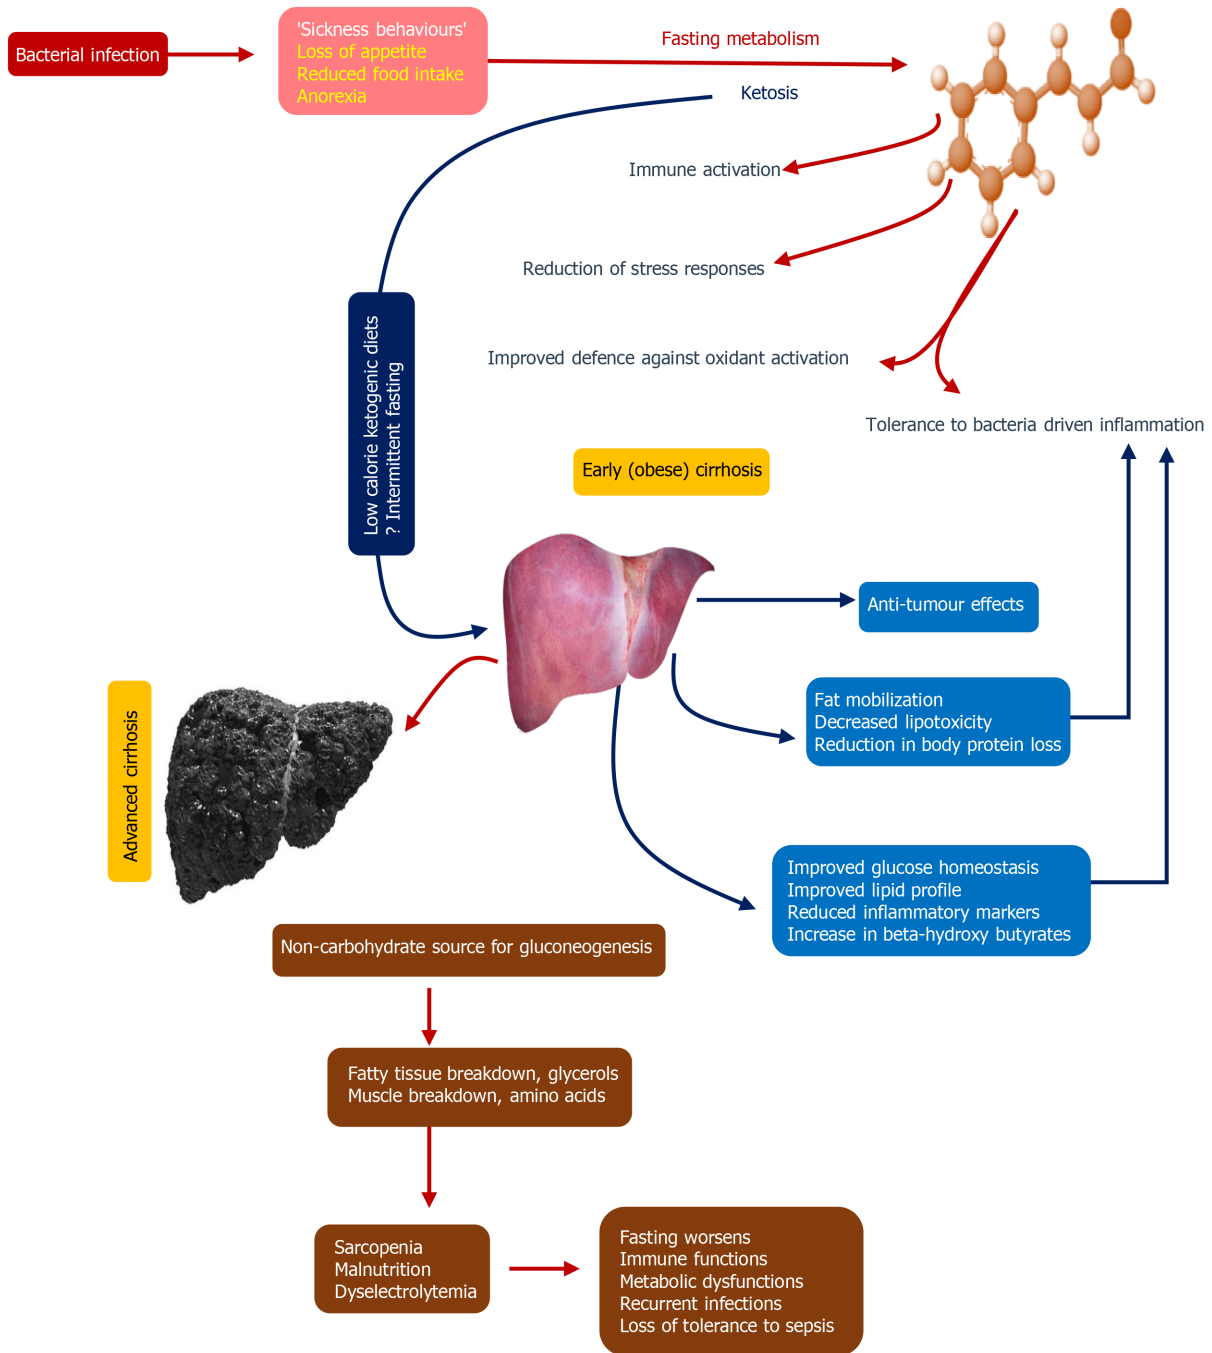 Bacterial infection
'Sickness behaviours'
Loss of appetite
Reduced food intake
Anorexia
Fasting metabolism
Ketosis
Immune activation
Reduction of stress responses
Improved defence against oxidant activation
Tolerance to bacteria driven inflammation
Low calorie ketogenic diets
? Intermittent fasting
Early (obese) cirrhosis
Anti-tumour effects
Fat mobilization
Decreased lipotoxicity
Reduction in body protein loss
Advanced cirrhosis
Improved glucose homeostasis
Improved lipid profile
Reduced inflammatory markers
Increase in beta-hydroxy butyrates
Non-carbohydrate source for gluconeogenesis
Fatty tissue breakdown, glycerols
Muscle breakdown, amino acids
Sarcopenia
Malnutrition
Dyselectrolytemia
Fasting worsens
Immune functions
Metabolic dysfunctions
Recurrent infections
Loss of tolerance to sepsis